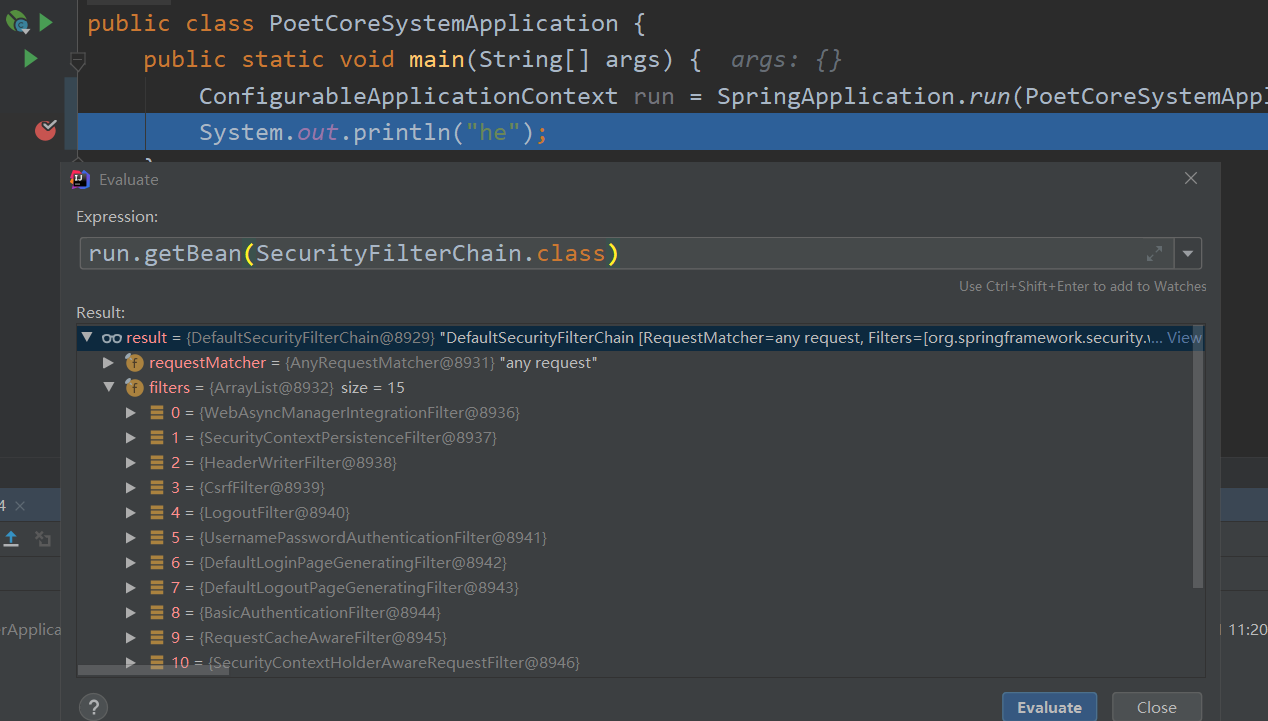 public class PoetCoreSystemApplication {
public static void main(String[] args) { args: {}
ConfigurableApplicationContext run = SpringApplication.run(PoetCoreSystemAppl
System.out.println("he");
Evaluate
Expression:
run.getBean(SecurityFilterChain.class)
Use Ctrl+Shift+Enter to add to Watches
Result:
result = {DefaultSecurityFilterChain@8929} "DefaultSecurityFilterChain [RequestMatcher=any request, Filters=[org.springframework.security.... View
requestMatcher = {AnyRequestMatcher@8931} "any request"
filters = {ArrayList@8932} size = 15
0 = {WebAsyncManagerIntegrationFilter@8936}
1 = {SecurityContextPersistenceFilter@8937}
2 = {HeaderWriterFilter@8938}
3 = {CsrfFilter@8939}
4 = {LogoutFilter@8940}
5 = {UsernamePasswordAuthenticationFilter@8941}
6 = {DefaultLoginPageGeneratingFilter@8942}
7 = {DefaultLogoutPageGeneratingFilter@8943}
8 = {BasicAuthenticationFilter@8944}
9 = {RequestCacheAwareFilter@8945}
10 = {SecurityContextHolderAwareRequestFilter@8946}
4
rApplica
11:20
?
Evaluate Close